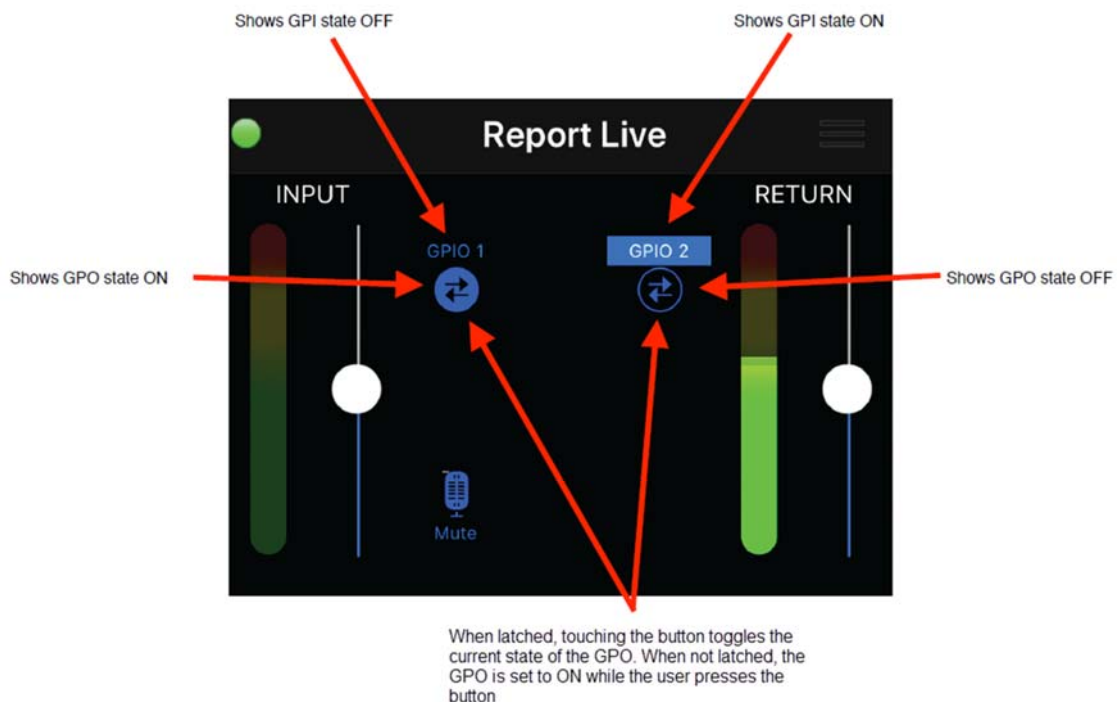 Shows GPI state OFF
Shows GPI state ON
Report Live
INPUT
RETURN
GPIO 1
GPIO 2
Shows GPO state ON
Shows GPO state OFF
Mute
When latched, touching the button toggles the
current state of the GPO. When not latched, the
GPO is set to ON while the user presses the
button